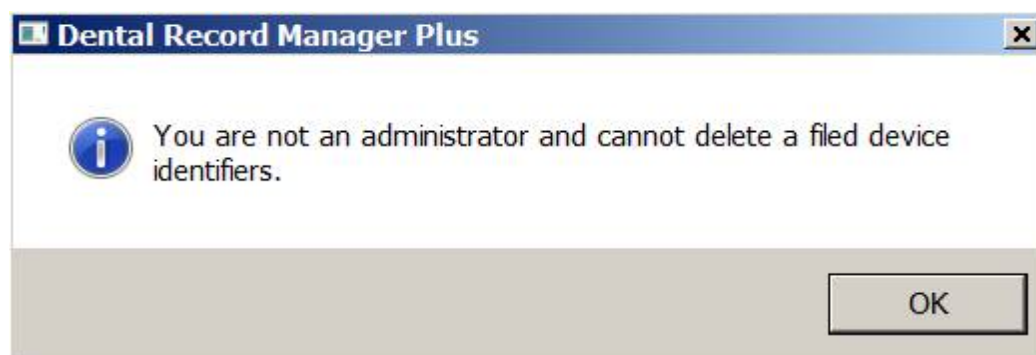 Dental Record Manager Plus
You are not an administrator and cannot delete a filed device
identifiers.
OK